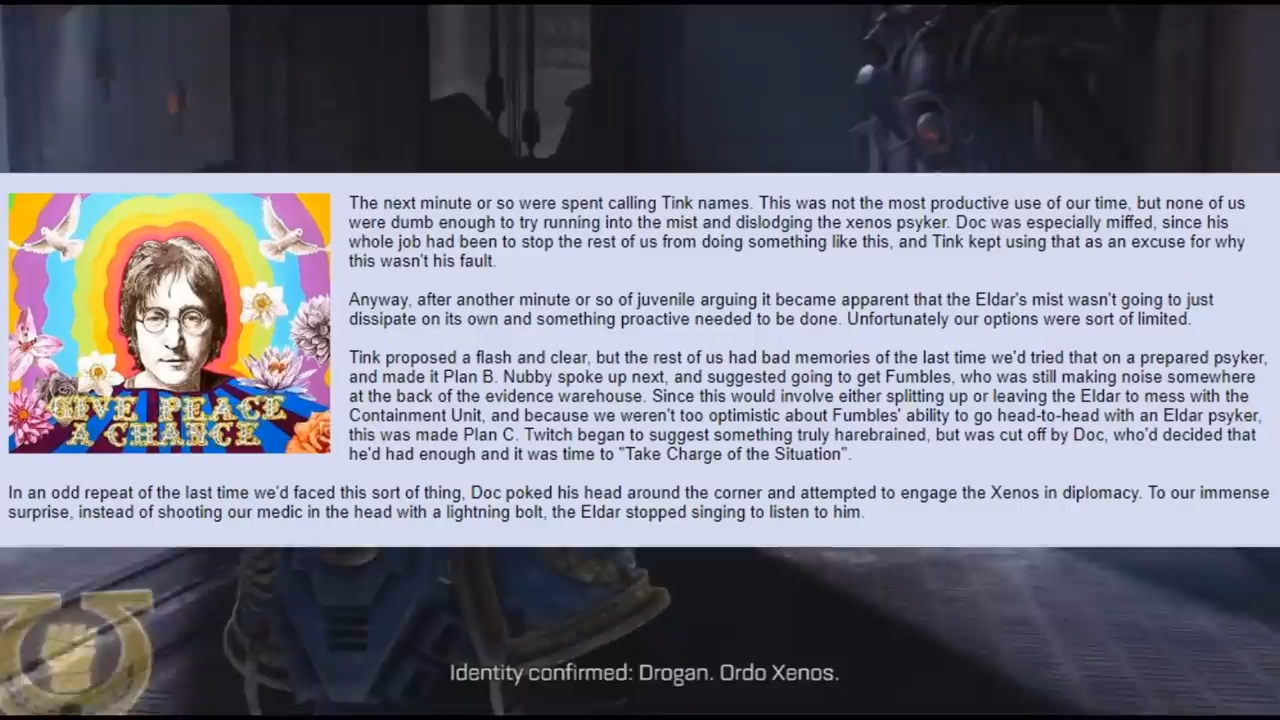 The next minute or so were spent calling Tink names. This was not the most productive use of our time, but none of us
were dumb enough to try running into the mist and dislodging the xenos psyker. Doc was especially miffed, since his
whole job had been to stop the rest of us from doing something like this, and Tink kept using that as an excuse for why
this wasn't his fault.
Anyway, after another minute or so of juvenile arguing it became apparent that the Eldar's mist wasn't going to just
dissipate on its own and something proactive needed to be done. Unfortunately our options were sort of limited.
Tink proposed a flash and clear, but the rest of us had bad memories of the last time we'd tried that on a prepared psyker,
and made it Plan B. Nubby spoke up next, and suggested going to get Fumbles, who was still making noise somewhere
at the back of the evidence warehouse. Since this would involve either splitting up or leaving the Eldar to mess with the
Containment Unit, and because we weren't too optimistic about Fumbles' ability to go head-to-head with an Eldar psyker,
this was made Plan C. Twitch began to suggest something truly harebrained, but was cut off by Doc, who'd decided that
he'd had enough and it was time to "Take Charge of the Situation".
GIVE PEACE
A CHANCE
In an odd repeat of the last time we'd faced this sort of thing, Doc poked his head around the corner and attempted to engage the Xenos in diplomacy. To our immense
surprise, instead of shooting our medic in the head with a lightning bolt, the Eldar stopped singing to listen to him.
Identity confirmed: Drogan. Ordo Xenos.